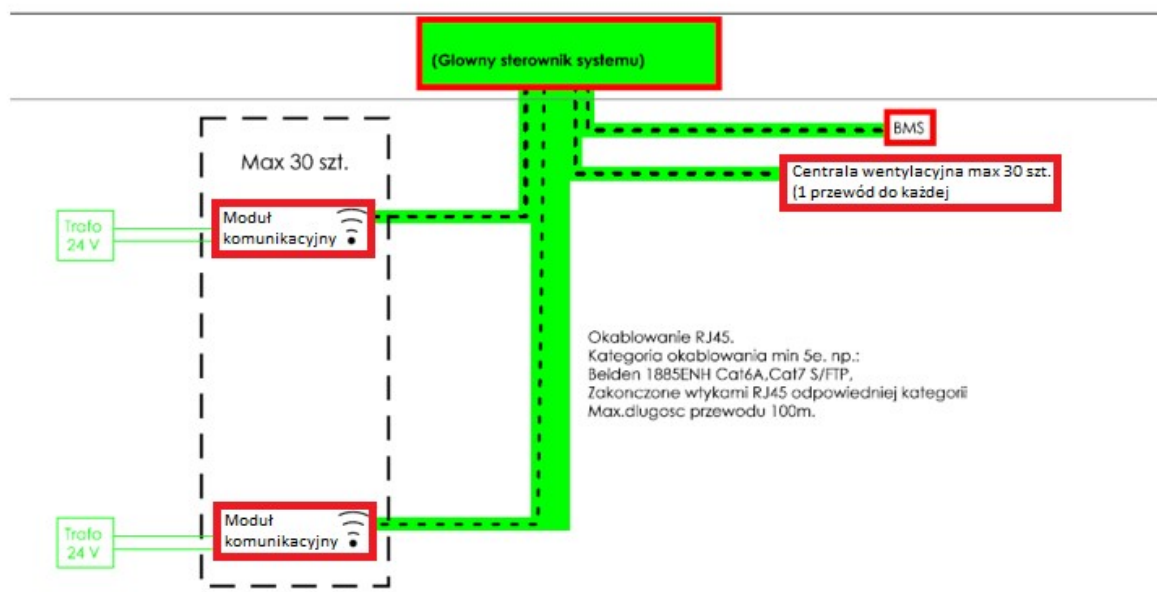 (Glowny sterownik systemu)
BMS
Max 30 szt.
Centrala wentylacyjna max 30 szt.
(1 przewód do każdej
Trafo
24 V
Moduł
komunikacyjny
Okablowanie RJ45.
Kategoria okablowania min 5e. np.:
Belden 1885ENH Cat6A,Cat7 S/FTP,
Zakonczone wtykami RJ45 odpowiedniej kategorii
Max.dlugosc przewodu 100m.
Trafo
24 V
Moduł
komunikacyjny